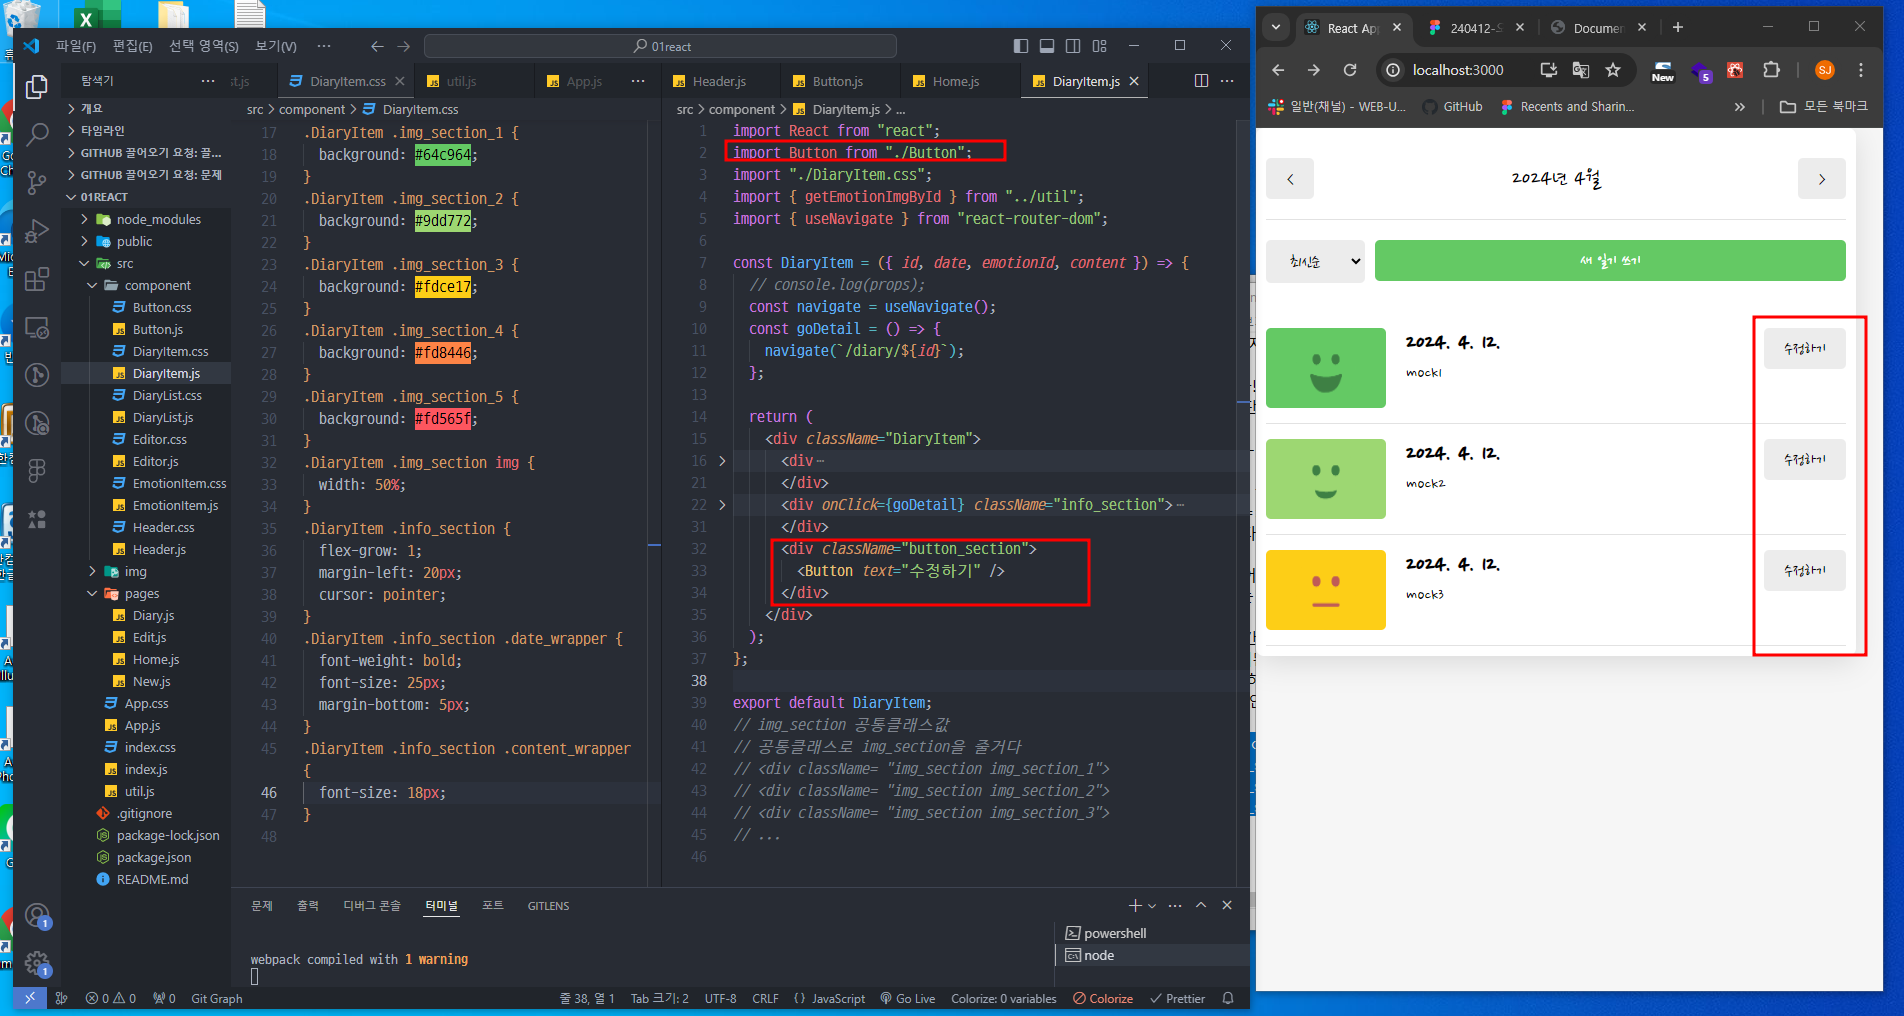 파일(F) 편집(E) 선택 영역(S) 보기(V) ··· 01react
탐색기 ···
개요
타임라인
GITHUB 끌어오기 요청: 끌...
GITHUB 끌어오기 요청: 문제
01REACT
node_modules
public
src
component
Button.css
Button.js
DiaryItem.css
DiaryItem.js
DiaryList.css
DiaryList.js
Editor.css
Editor.js
EmotionItem.css
EmotionItem.js
Header.css
Header.js
img
pages
Diary.js
Edit.js
Home.js
New.js
App.css
App.js
index.css
index.js
util.js
.gitignore
package-lock.json
package.json
README.md
st.js DiaryItem.css util.js App.js ···
src > component > DiaryItem.css
17 .DiaryItem .img_section_1 {
18 background: #64c964;
19 }
20 .DiaryItem .img_section_2 {
21 background: #9dd772;
22 }
23 .DiaryItem .img_section_3 {
24 background: #fdce17;
25 }
26 .DiaryItem .img_section_4 {
27 background: #fd8446;
28 }
29 .DiaryItem .img_section_5 {
30 background: #fd565f;
31 }
32 .DiaryItem .img_section img {
33 width: 50%;
34 }
35 .DiaryItem .info_section {
36 flex-grow: 1;
37 margin-left: 20px;
38 cursor: pointer;
39 }
40 .DiaryItem .info_section .date_wrapper {
41 font-weight: bold;
42 font-size: 25px;
43 margin-bottom: 5px;
44 }
45 .DiaryItem .info_section .content_wrapper
{
46 font-size: 18px;
47 }
48
Header.js Button.js Home.js DiaryItem.js ···
src > component > DiaryItem.js > ...
1 import React from "react";
2 import Button from "./Button";
3 import "./DiaryItem.css";
4 import { getEmotionImgById } from "../util";
5 import { useNavigate } from "react-router-dom";
6
7 const DiaryItem = ({ id, date, emotionId, content }) => {
8 // console.log(props);
9 const navigate = useNavigate();
10 const goDetail = () => {
11 navigate(`/diary/${id}`);
12 };
13
14 return (
15 <div className="DiaryItem">
16 <div···
21 </div>
22 <div onClick={goDetail} className="info_section">···
31 </div>
32 <div className="button_section">
33 <Button text="수정하기" />
34 </div>
35 </div>
36 );
37 };
38
39 export default DiaryItem;
40 // img_section 공통클래스값
41 // 공통클래스로 img_section을 줄거다
42 // <div className= "img_section img_section_1">
43 // <div className= "img_section img_section_2">
44 // <div className= "img_section img_section_3">
45 // ...
46
문제 출력 디버그 콘솔 터미널 포트 GITLENS
webpack compiled with 1 warning
powershell
node
1
1
0 0 0 Git Graph 줄 38, 열 1 Tab 크기: 2 UTF-8 CRLF {} JavaScript Go Live Colorize: 0 variables Colorize Prettier
React Ap 240412- Documen
localhost:3000 New 5 SJ
일반(채널) - WEB-U... GitHub Recents and Sharin... » 모든 북마크
2024년 4월
최신순 새 일기 쓰기
2024. 4. 12.
mock1
수정하기
2024. 4. 12.
mock2
수정하기
2024. 4. 12.
mock3
수정하기